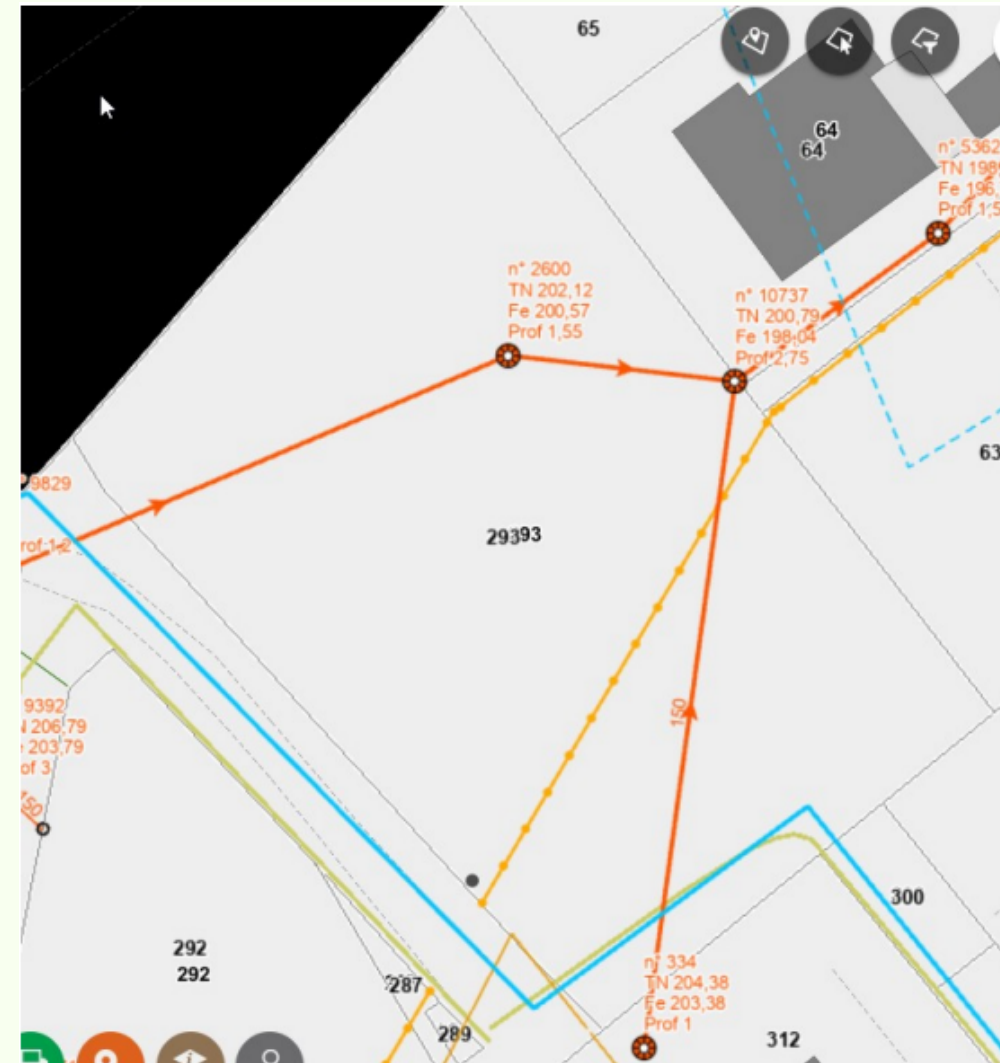 65
64
64
n° 5362
TN 198
Fe 196,
Prof 1,5
n° 2600
TN 202,12
Fe 200,57
Prof 1,55
n° 10737
TN 200,79
Fe 198,04
Prof 2,75
63
9829
rof 1,2
293
93
9392
N 206,79
203,79
of 3
150
150
300
292
292
287
289
n° 334
TN 204,38
Fe 203,38
Prof 1
312